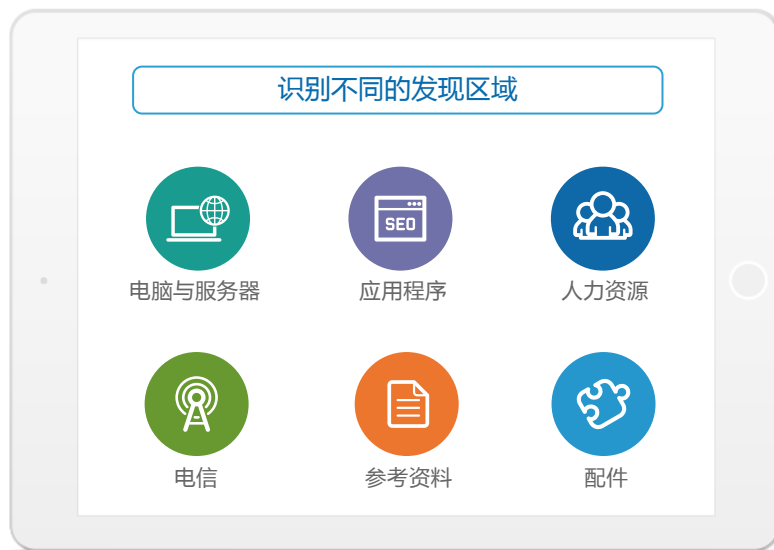 识别不同的发现区域
SEO
电脑与服务器
应用程序
人力资源
电信
参考资料
配件